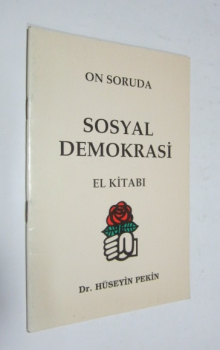 ON SORUDA
SOSYAL
DEMOKRASİ
EL KİTABI
Dr. HÜSEYİN PEKİN